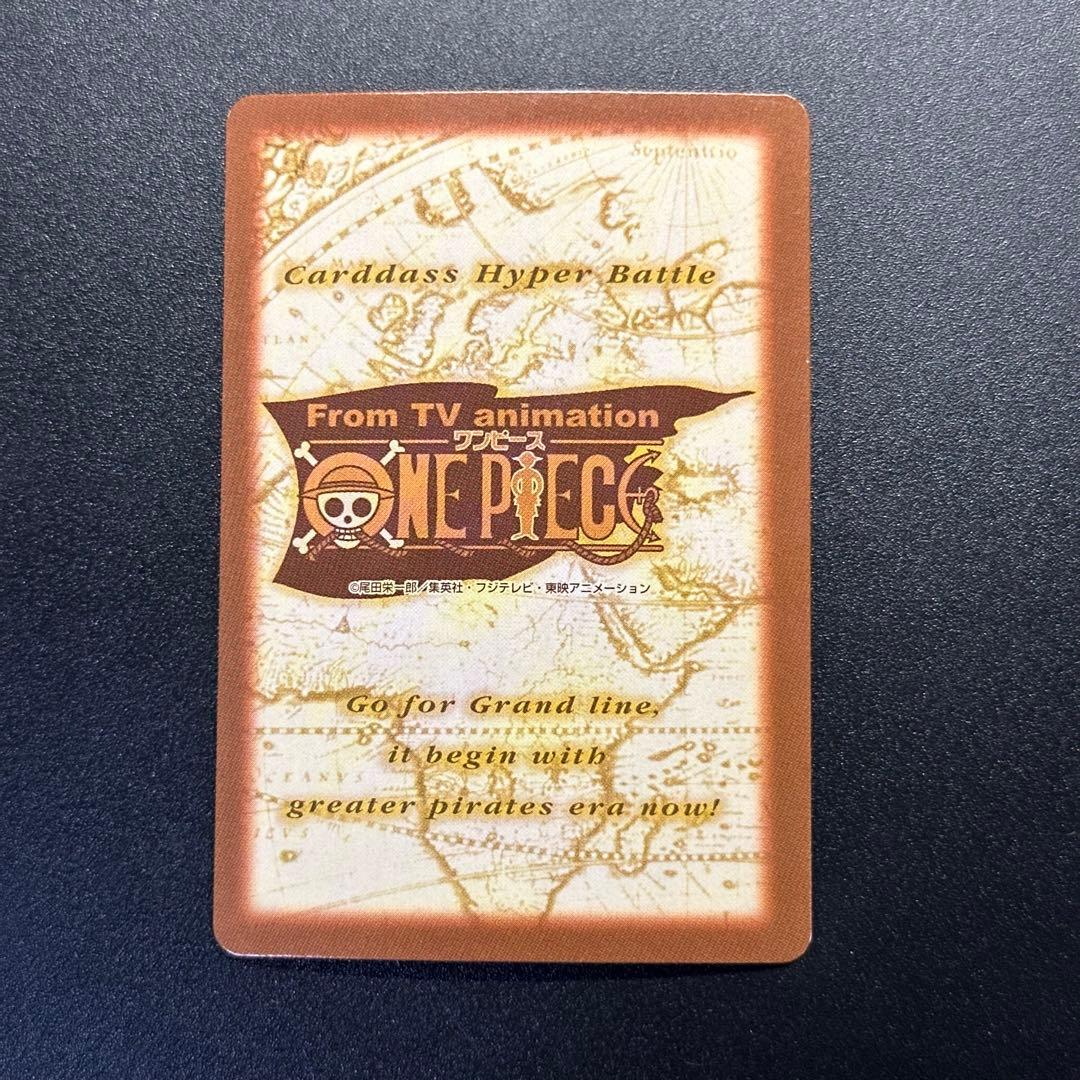 Septentrio
Carddass Hyper Battle
From TV animation
ワンピース
ONE PIECE
©尾田栄一郎／集英社・フジテレビ・東映アニメーション
Go for Grand line,
it begin with
greater pirates era now!